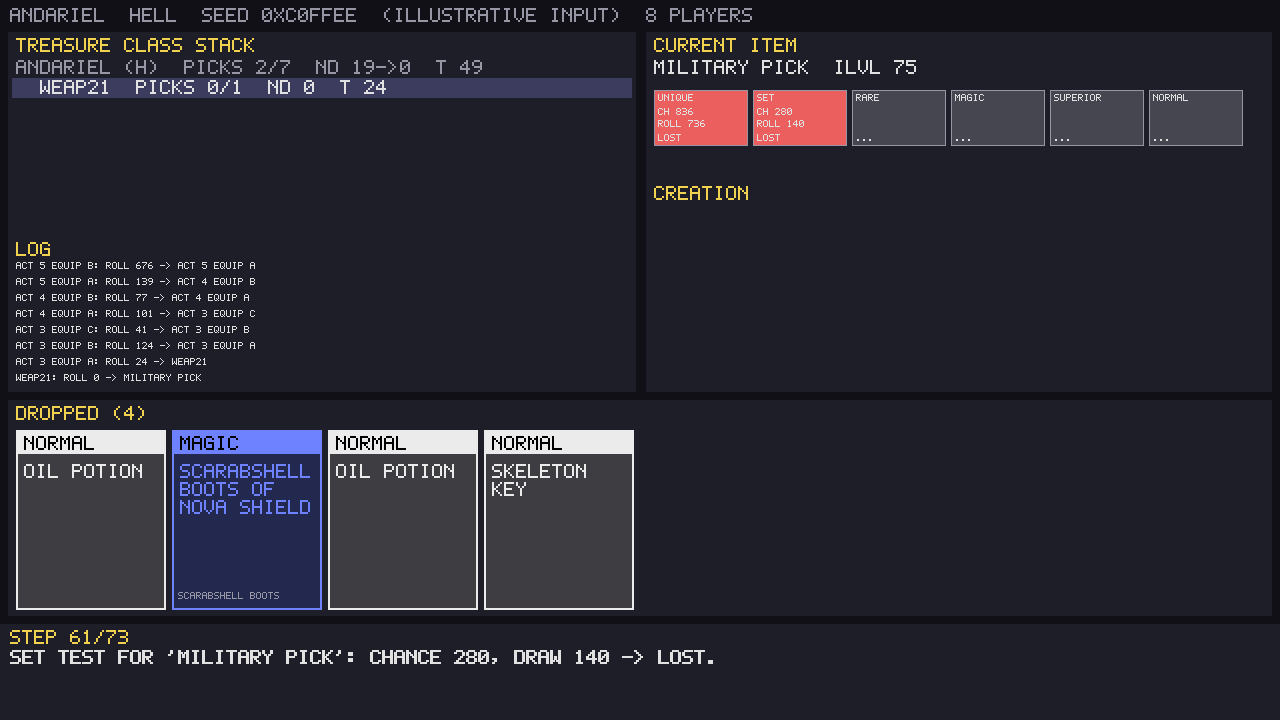 ANDARIEL  HELL  SEED 0XC0FFEE  (ILLUSTRATIVE INPUT)  8 PLAYERS
TREASURE CLASS STACK
ANDARIEL (H)  PICKS 2/7  ND 19->0  T 49
WEAP21  PICKS 0/1  ND 0  T 24
LOG
ACT 5 EQUIP B: ROLL 676 -> ACT 5 EQUIP A
ACT 5 EQUIP A: ROLL 139 -> ACT 4 EQUIP B
ACT 4 EQUIP B: ROLL 77 -> ACT 4 EQUIP A
ACT 4 EQUIP A: ROLL 101 -> ACT 3 EQUIP C
ACT 3 EQUIP C: ROLL 41 -> ACT 3 EQUIP B
ACT 3 EQUIP B: ROLL 124 -> ACT 3 EQUIP A
ACT 3 EQUIP A: ROLL 24 -> WEAP21
WEAP21: ROLL 0 -> MILITARY PICK
CURRENT ITEM
MILITARY PICK  ILVL 75
UNIQUE
CH 836
ROLL 736
LOST
SET
CH 280
ROLL 140
LOST
RARE
...
MAGIC
...
SUPERIOR
...
NORMAL
...
CREATION
DROPPED (4)
NORMAL
OIL POTION
MAGIC
SCARABSHELL
BOOTS OF
NOVA SHIELD
SCARABSHELL BOOTS
NORMAL
OIL POTION
NORMAL
SKELETON
KEY
STEP 61/73
SET TEST FOR 'MILITARY PICK': CHANCE 280, DRAW 140 -> LOST.